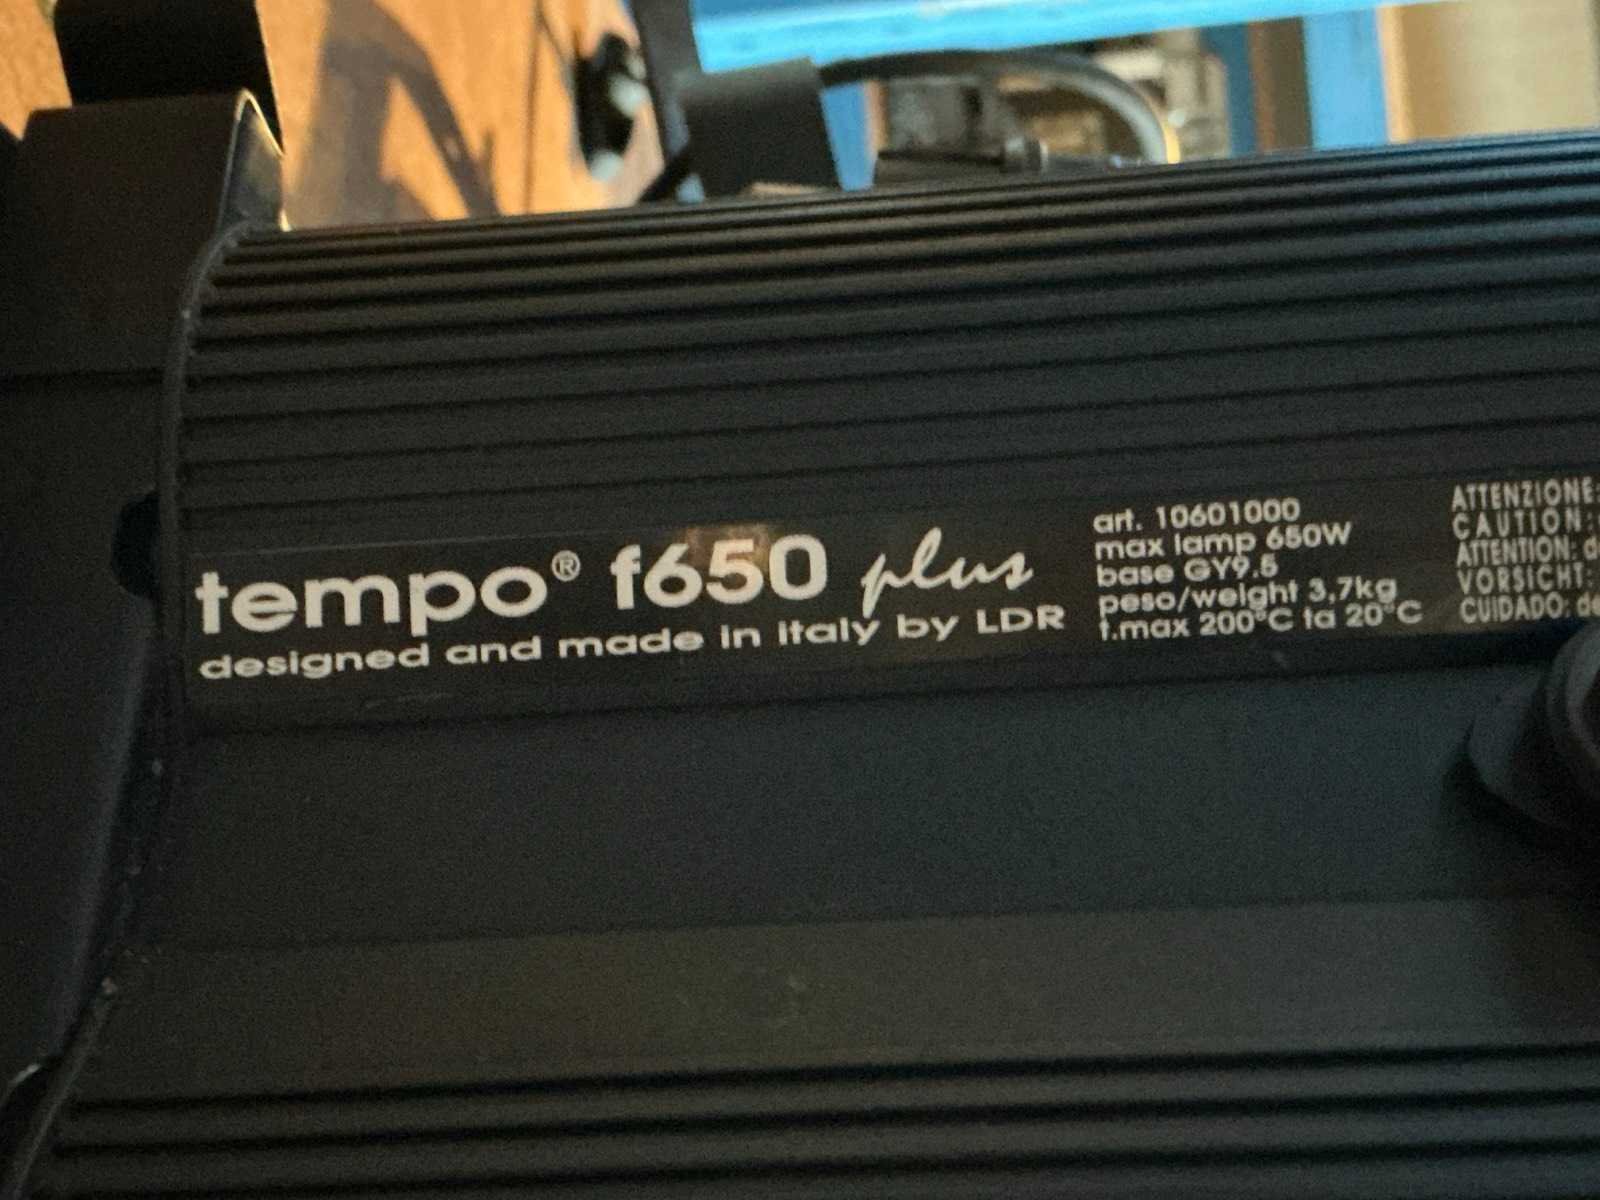 tempo® f650 plus
designed and made in italy by LDR
art. 10601000
max lamp 650W
base GY9.5
peso/weight 3,7kg
t.max 200°C ta 20°C
ATTENZIONE:
CAUTION:
ATTENTION: d
VORSICHT:
CUIDADO: de